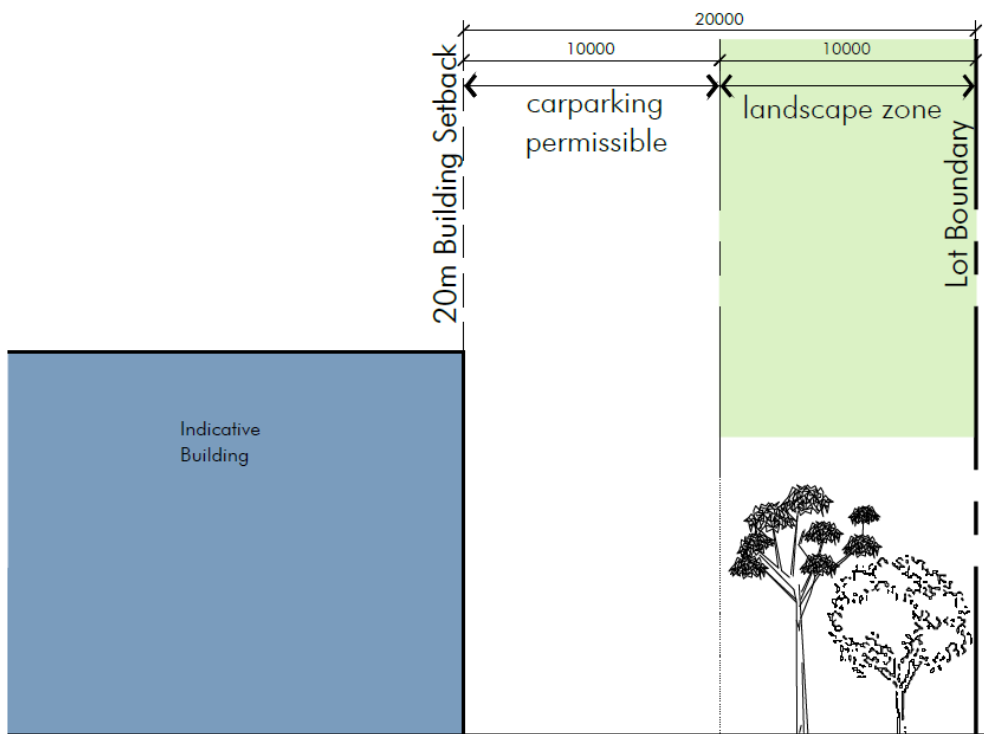 20000
10000
10000
carparking
permissible
landscape zone
20m Building Setback
Lot Boundary
Indicative
Building